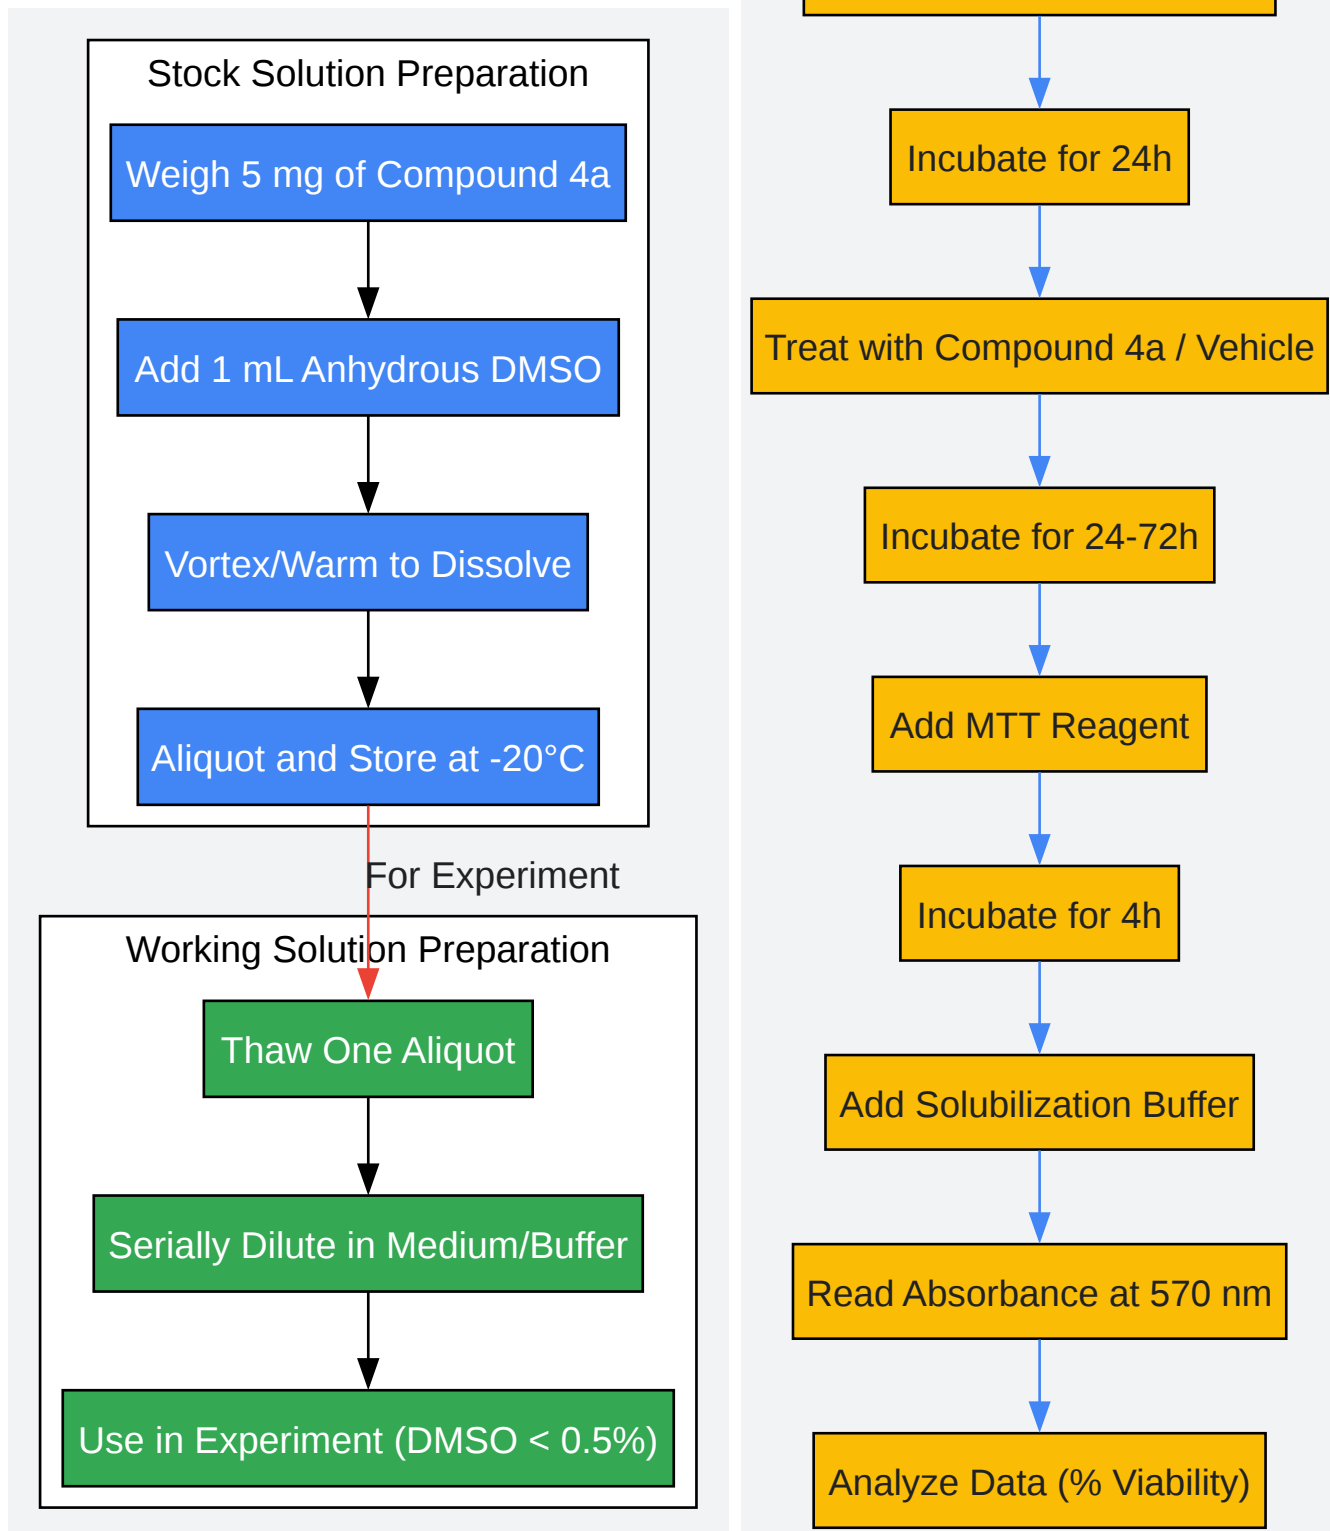 Stock Solution Preparation
Weigh 5 mg of Compound 4a
Add 1 mL Anhydrous DMSO
Vortex/Warm to Dissolve
Aliquot and Store at -20°C
For Experiment
Working Solution Preparation
Thaw One Aliquot
Serially Dilute in Medium/Buffer
Use in Experiment (DMSO < 0.5%)
Incubate for 24h
Treat with Compound 4a / Vehicle
Incubate for 24-72h
Add MTT Reagent
Incubate for 4h
Add Solubilization Buffer
Read Absorbance at 570 nm
Analyze Data (% Viability)